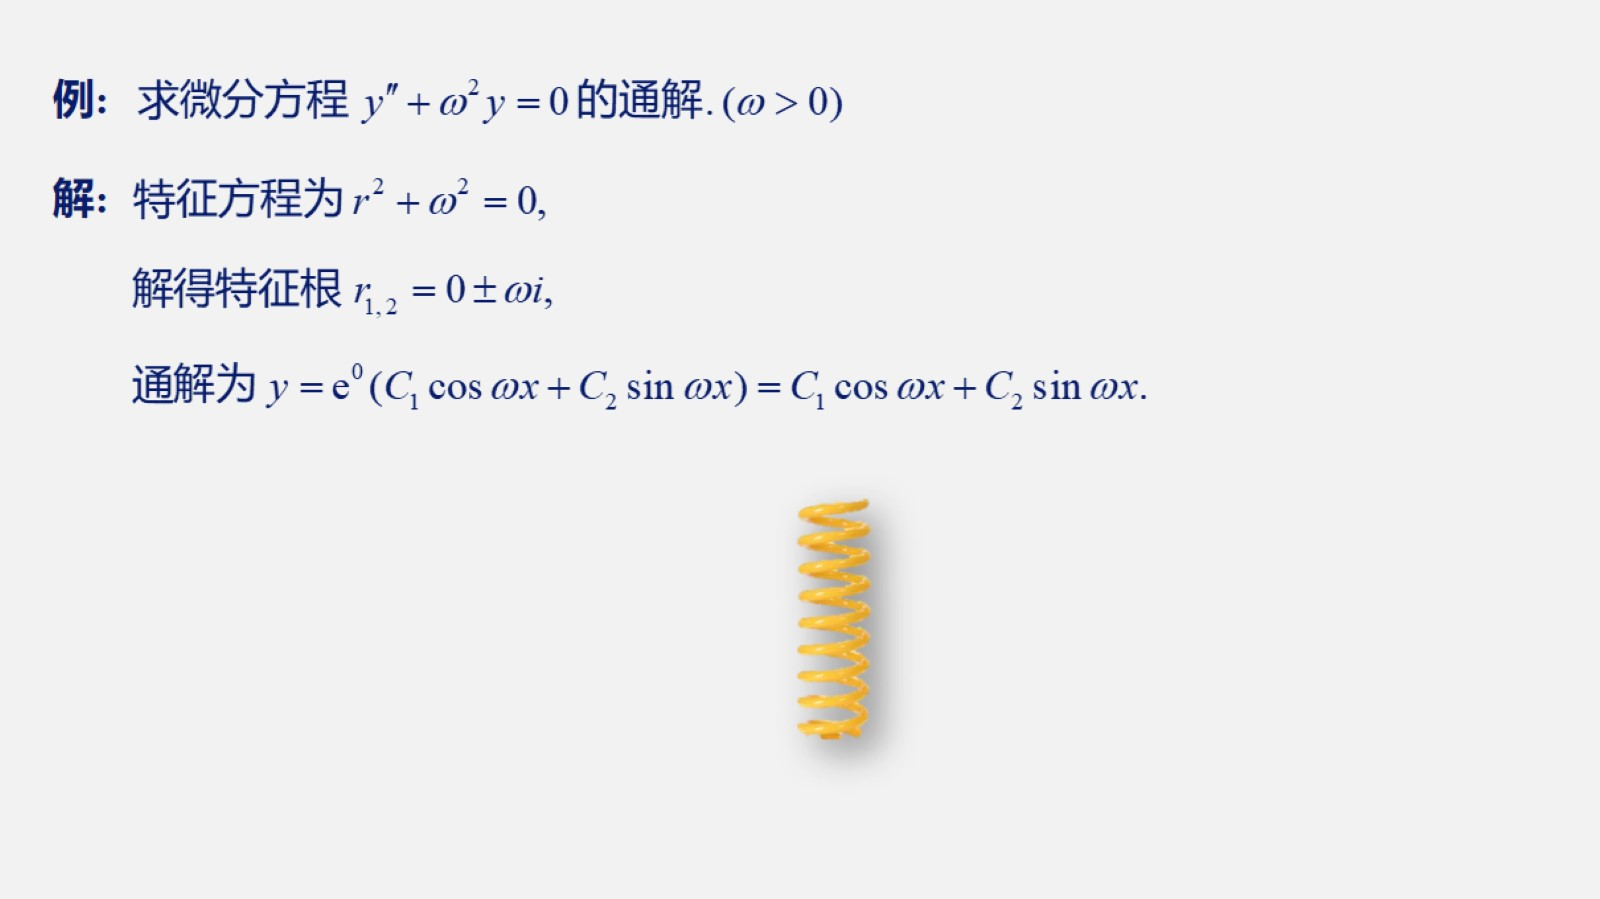 例: 求微分方程 y″ + ω² y = 0 的通解. (ω > 0)
解: 特征方程为 r² + ω² = 0,
解得特征根 r₁,₂ = 0 ± ωi,
通解为 y = e⁰ (C₁ cos ωx + C₂ sin ωx) = C₁ cos ωx + C₂ sin ωx.